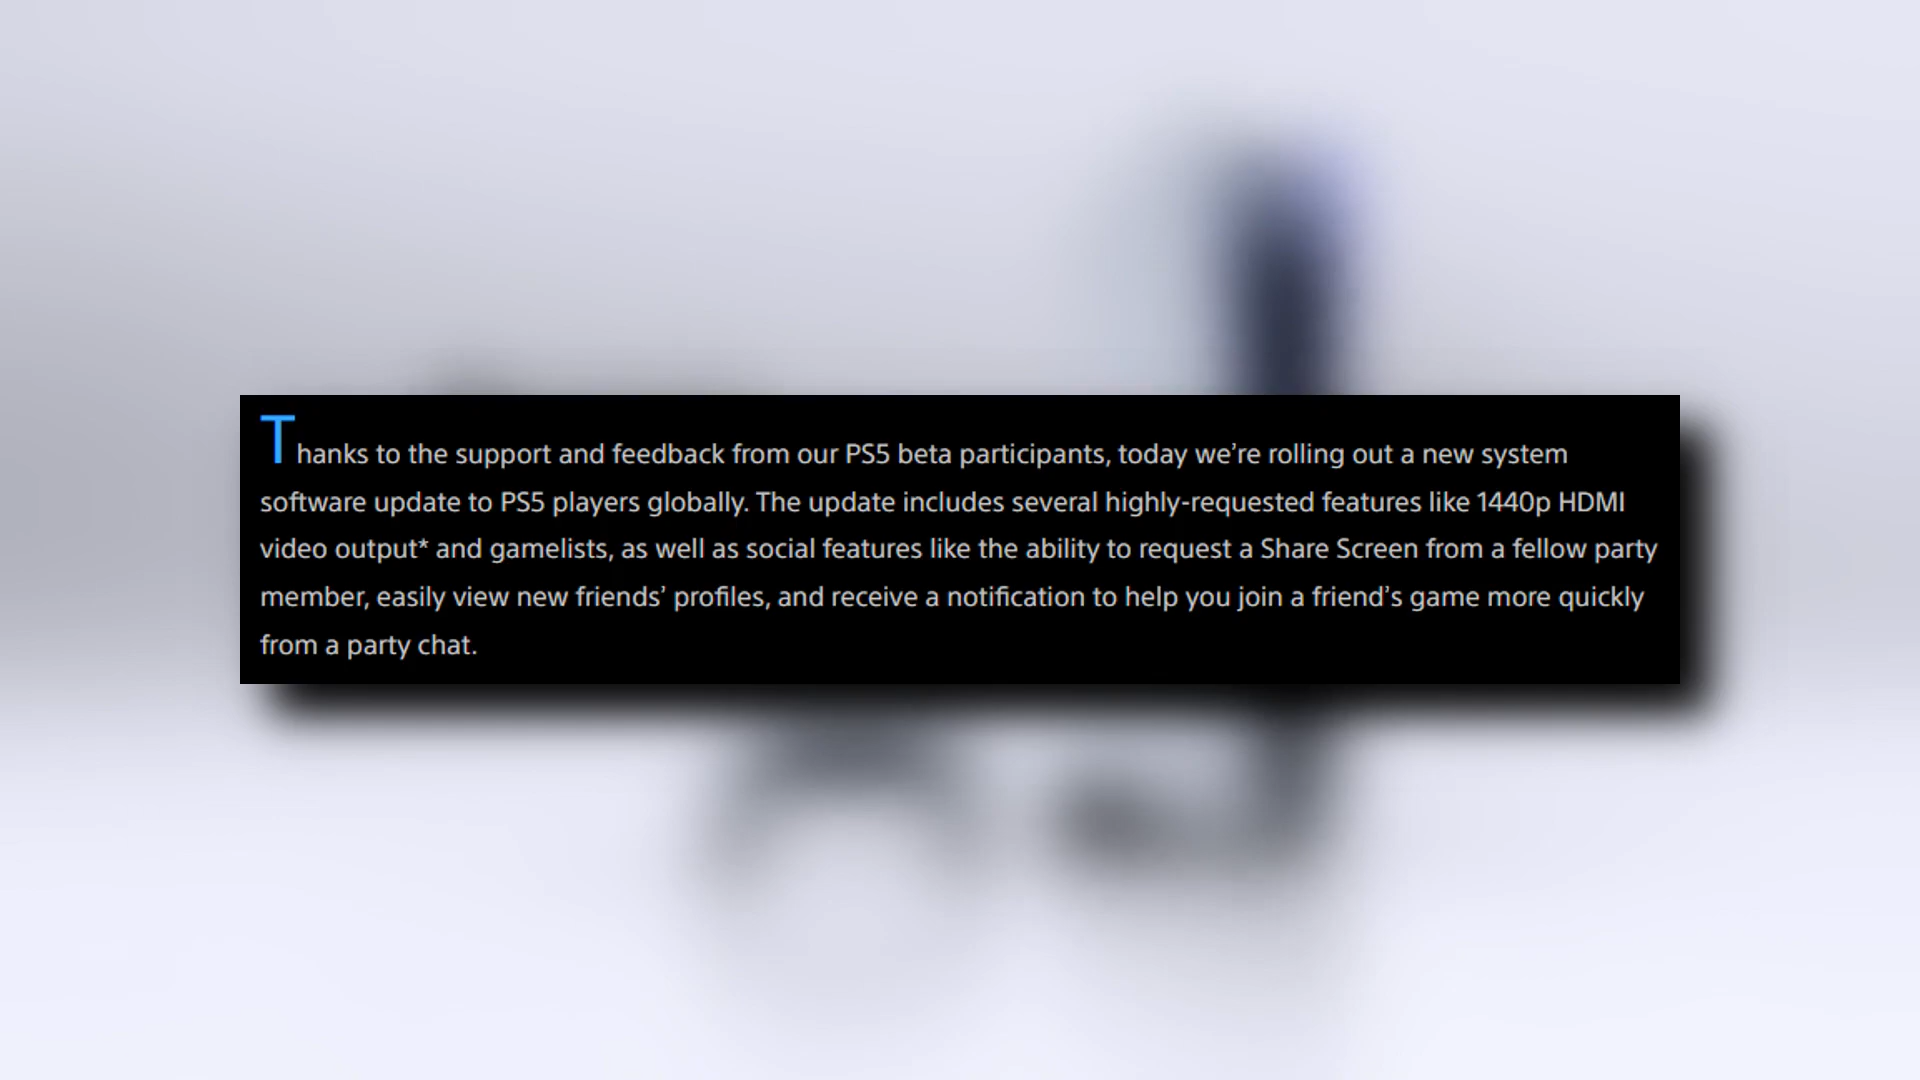 Thanks to the support and feedback from our PS5 beta participants, today we’re rolling out a new system
software update to PS5 players globally. The update includes several highly-requested features like 1440p HDMI
video output* and gamelists, as well as social features like the ability to request a Share Screen from a fellow party
member, easily view new friends’ profiles, and receive a notification to help you join a friend’s game more quickly
from a party chat.